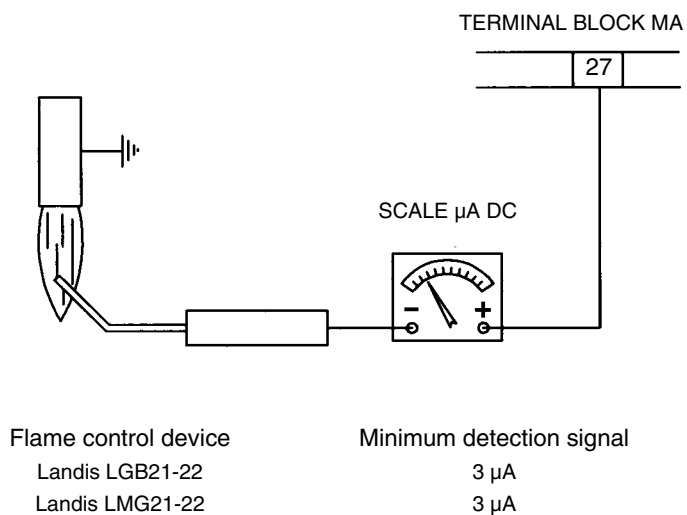 TERMINAL BLOCK MA
27
SCALE µA DC
- +
Flame control device Minimum detection signal
Landis LGB21-22 3 µA
Landis LMG21-22 3 µA